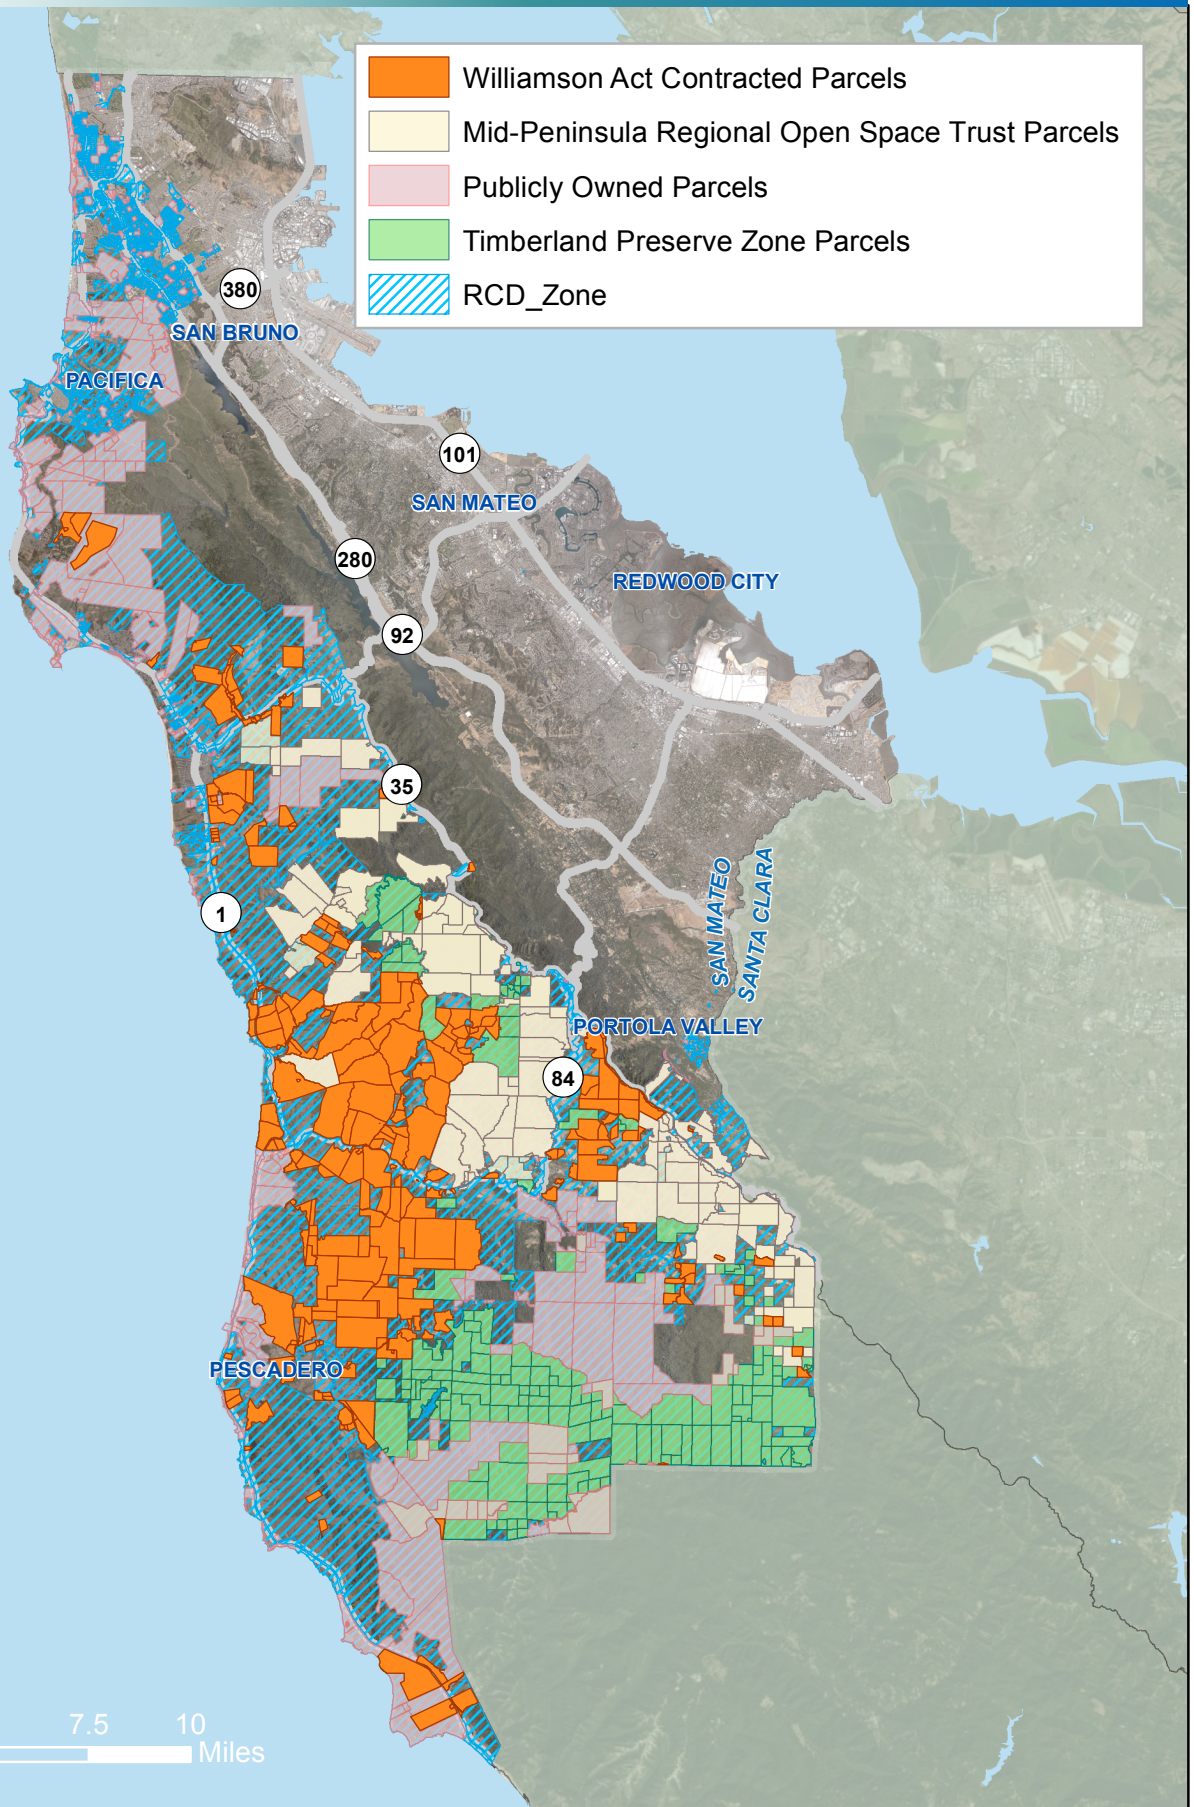 Williamson Act Contracted Parcels
Mid-Peninsula Regional Open Space Trust Parcels
Publicly Owned Parcels
Timberland Preserve Zone Parcels
RCD_Zone
380
SAN BRUNO
PACIFICA
101
SAN MATEO
280
REDWOOD CITY
92
35
1
SAN MATEO
SANTA CLARA
PORTOLA VALLEY
84
PESCADERO
7.5 10
Miles